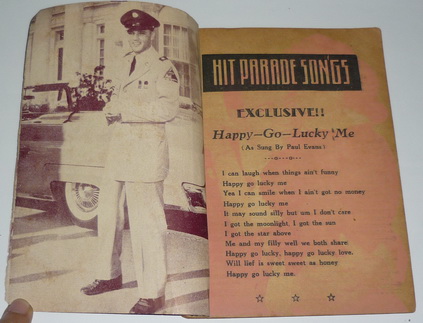 HIT PARADE SONGS
EXCLUSIVE!!
Happy—Go—Lucky Me
(As Sung By Paul Evans)
I can laugh when things ain't funny
Happy go lucky me
Yes I can smile when I ain't got no money
Happy go lucky me
It may sound silly but um I don't care
I got the moonlight, I got the sun
I got the star above
Me and my filly well we both share
Happy go lucky, happy go lucky, love.
Will lief is sweet sweet as honey
Happy go lucky me.